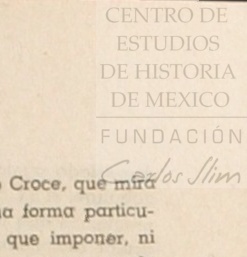 CENTRO DE
ESTUDIOS
DE HISTORIA
DE MEXICO
FUNDACIÓN
Carlos Slim
Croce, que mira
forma particu-
que imponer, ni